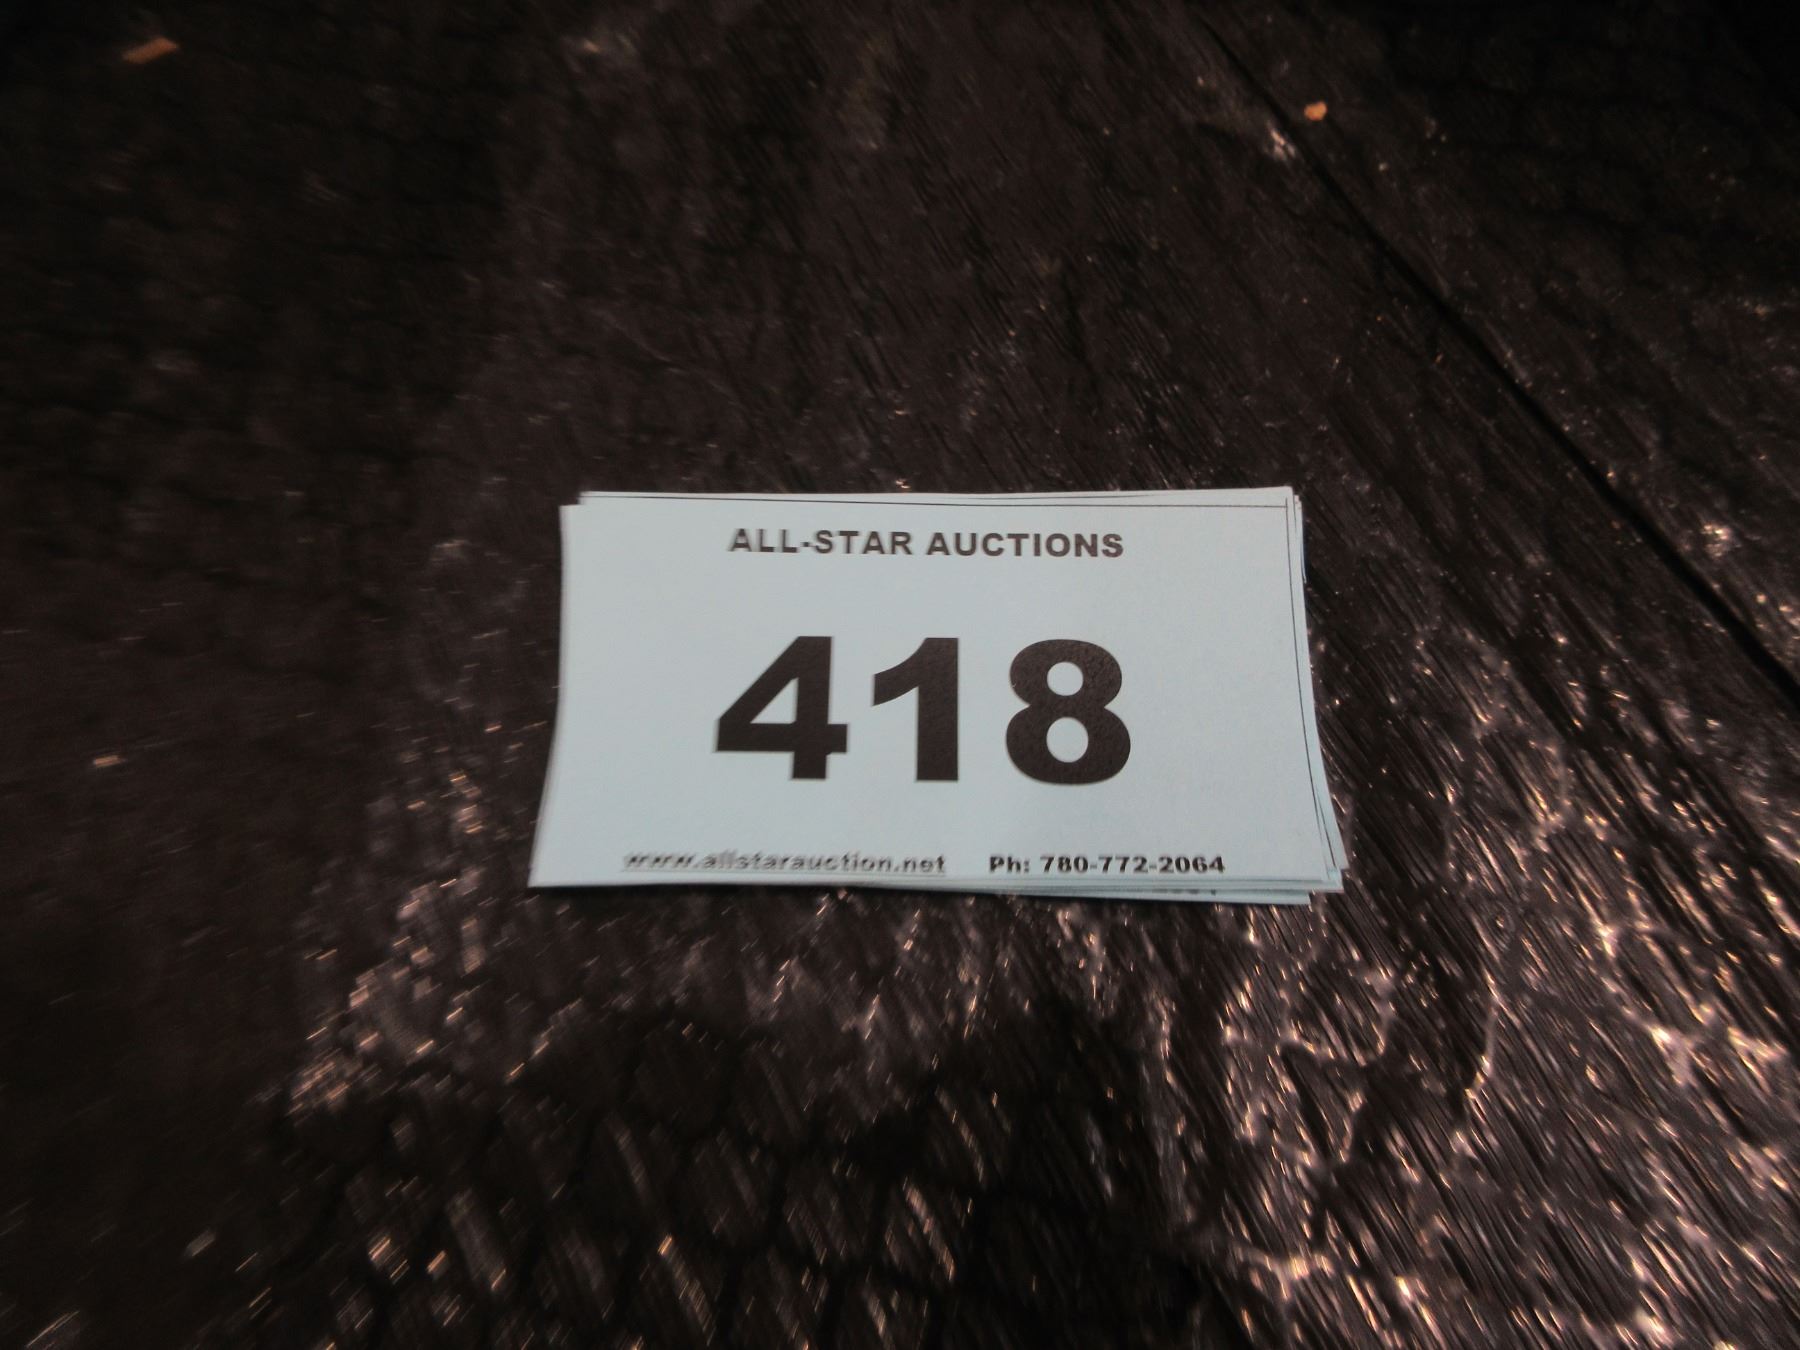 ALL-STAR AUCTIONS
418
www.allstarauction.net Ph: 780-772-2064